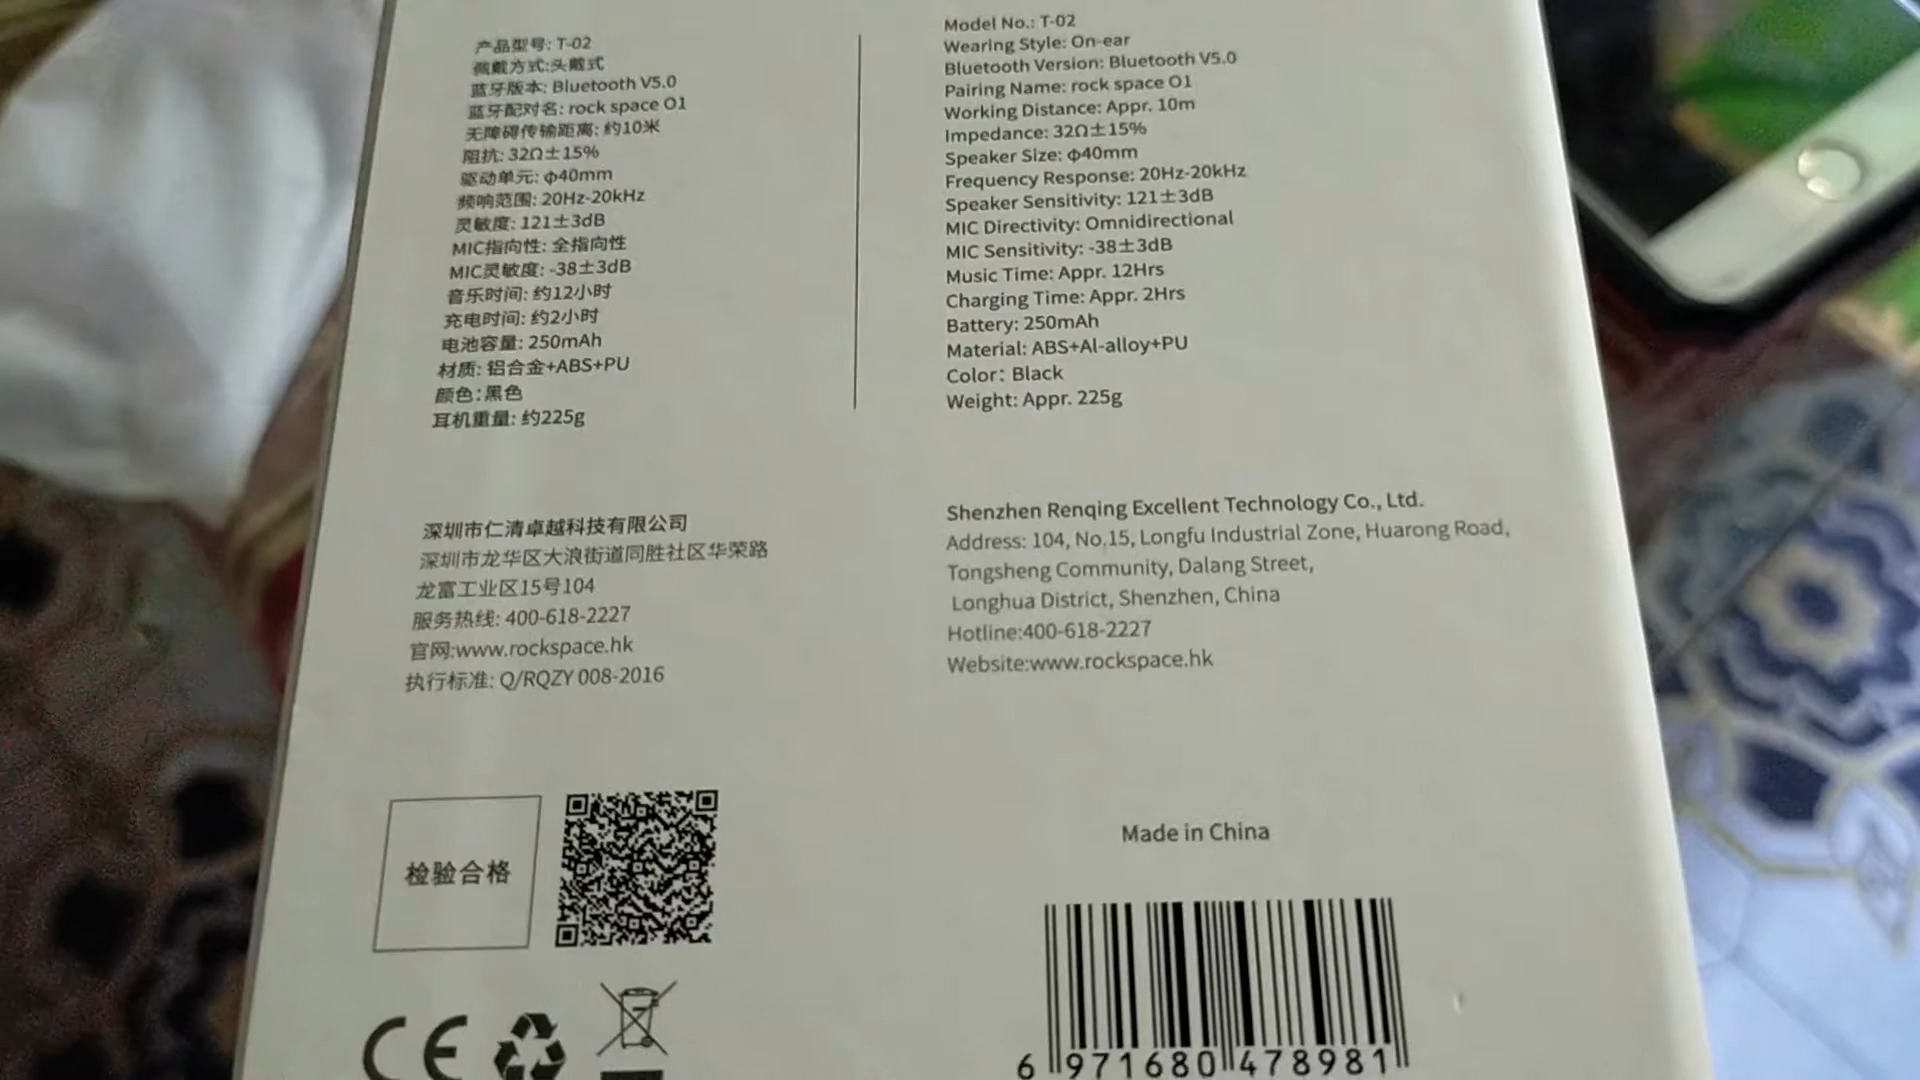 产品型号: T-02
佩戴方式:头戴式
蓝牙版本: Bluetooth V5.0
蓝牙配对名: rock space O1
无障碍传输距离: 约10米
阻抗: 32Ω±15%
驱动单元: φ40mm
频响范围: 20Hz-20kHz
灵敏度: 121±3dB
MIC指向性: 全指向性
MIC灵敏度: -38±3dB
音乐时间: 约12小时
充电时间: 约2小时
电池容量: 250mAh
材质: 铝合金+ABS+PU
颜色:黑色
耳机重量: 约225g
Model No.: T-02
Wearing Style: On-ear
Bluetooth Version: Bluetooth V5.0
Pairing Name: rock space O1
Working Distance: Appr. 10m
Impedance: 32Ω±15%
Speaker Size: φ40mm
Frequency Response: 20Hz-20kHz
Speaker Sensitivity: 121±3dB
MIC Directivity: Omnidirectional
MIC Sensitivity: -38±3dB
Music Time: Appr. 12Hrs
Charging Time: Appr. 2Hrs
Battery: 250mAh
Material: ABS+Al-alloy+PU
Color: Black
Weight: Appr. 225g
深圳市仁清卓越科技有限公司
深圳市龙华区大浪街道同胜社区华荣路
龙富工业区15号104
服务热线: 400-618-2227
官网:www.rockspace.hk
执行标准: Q/RQZY 008-2016
Shenzhen Renqing Excellent Technology Co., Ltd.
Address: 104, No.15, Longfu Industrial Zone, Huarong Road,
Tongsheng Community, Dalang Street,
Longhua District, Shenzhen, China
Hotline:400-618-2227
Website:www.rockspace.hk
检验合格
Made in China
CE
6 971680 478981